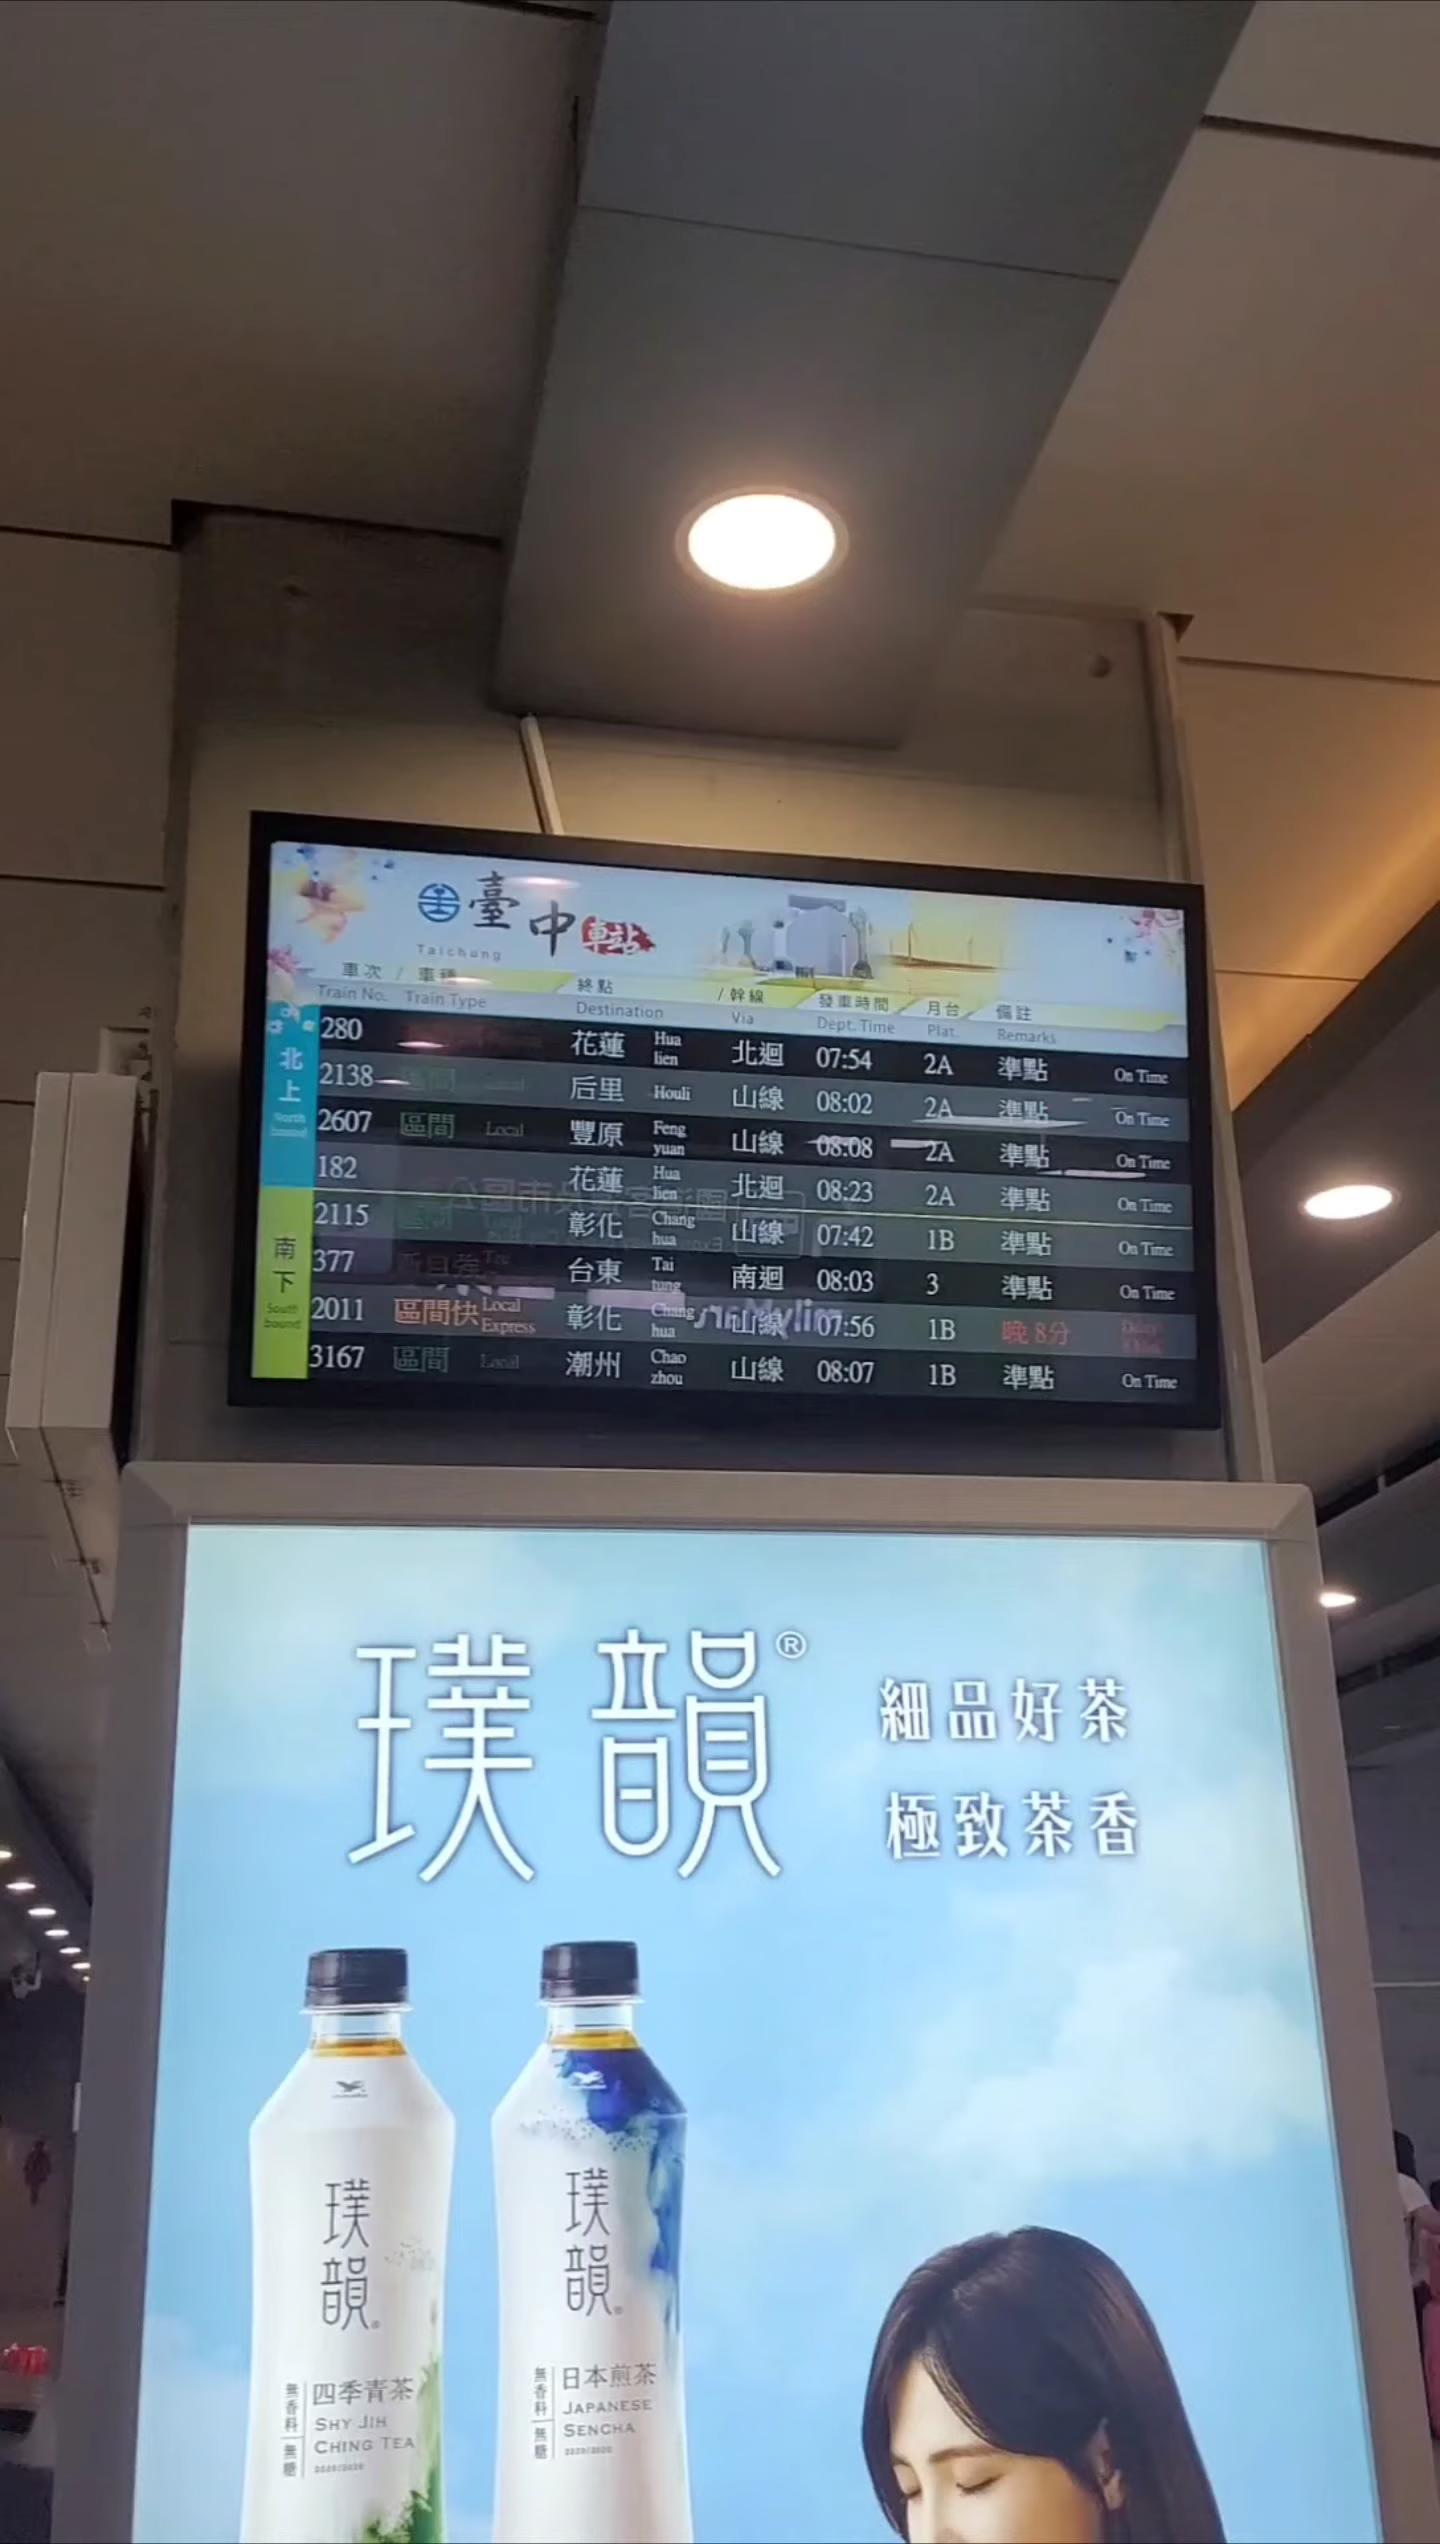 臺中車站
Taichung
車次 / 車種 終點 / 幹線 發車時間 月台 備註
Train No. Train Type Destination Via Dept. Time Plat. Remarks
北上
North bound
280 花蓮 Hua lien 北迴 07:54 2A 準點 On Time
2138 區間 后里 Houli 山線 08:02 2A 準點 On Time
2607 區間 Local 豐原 Feng yuan 山線 08:08 2A 準點 On Time
182 花蓮 Hua lien 北迴 08:23 2A 準點 On Time
南下
South bound
2115 區間 彰化 Chang hua 山線 07:42 1B 準點 On Time
377 台東 Tai tung 南迴 08:03 3 準點 On Time
2011 區間快 Local Express 彰化 Chang hua 山線 07:56 1B 晚 8分
3167 區間 Local 潮州 Chao zhou 山線 08:07 1B 準點 On Time
璞韻®
細品好茶
極致茶香
璞韻
無香料 無糖
四季青茶
SHY JIH
CHING TEA
璞韻
無香料 無糖
日本煎茶
JAPANESE
SENCHA